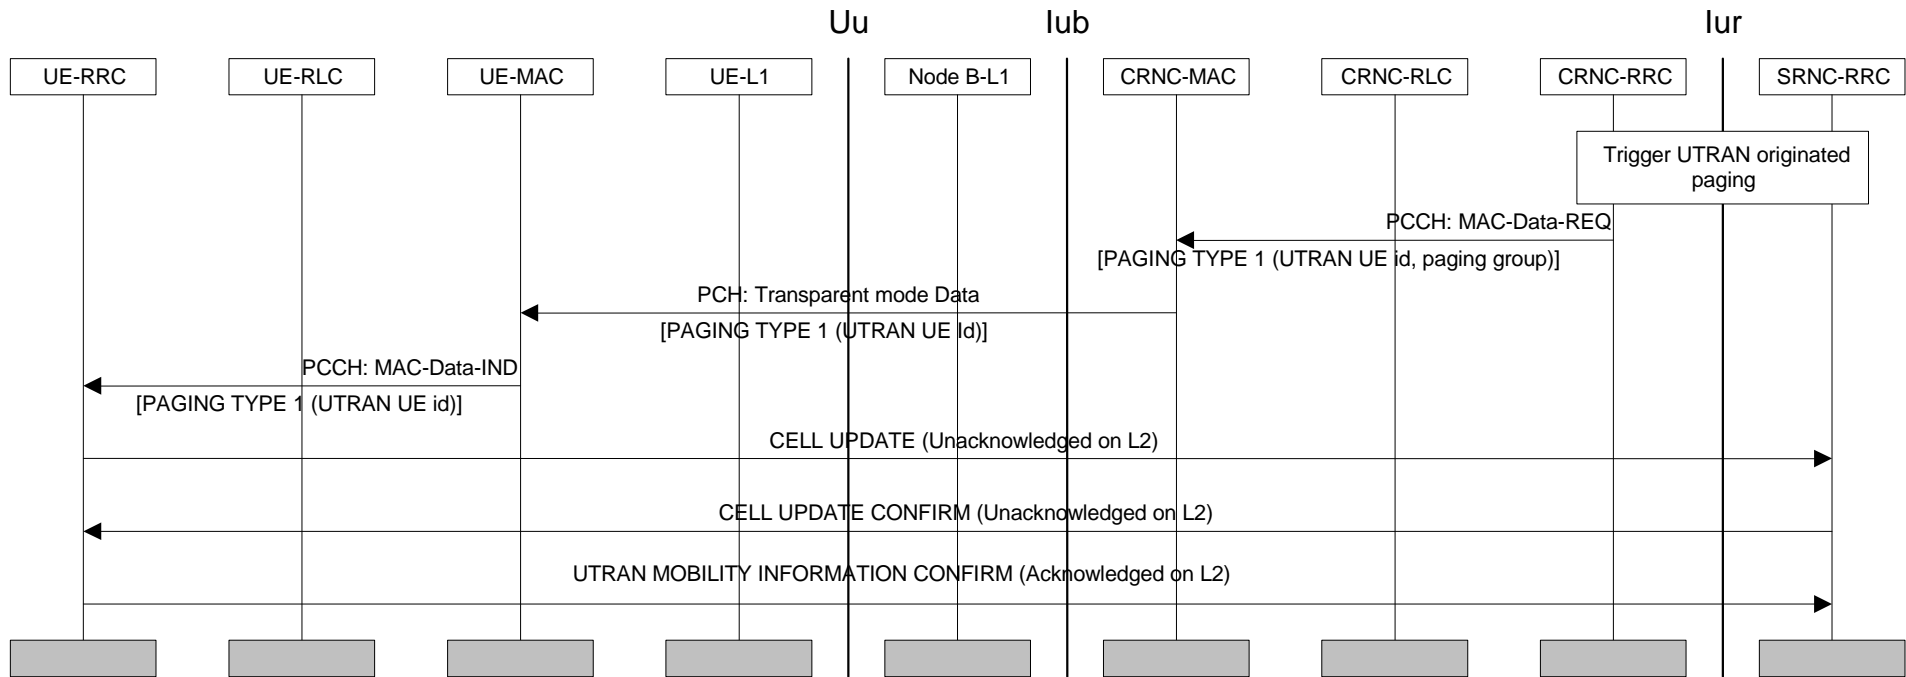 Uu Iub Iur
UE-RRC UE-RLC UE-MAC UE-L1 Node B-L1 CRNC-MAC CRNC-RLC CRNC-RRC SRNC-RRC
Trigger UTRAN originated
paging
PCCH: MAC-Data-REQ
[PAGING TYPE 1 (UTRAN UE id, paging group)]
PCH: Transparent mode Data
[PAGING TYPE 1 (UTRAN UE Id)]
PCCH: MAC-Data-IND
[PAGING TYPE 1 (UTRAN UE id)]
CELL UPDATE (Unacknowledged on L2)
CELL UPDATE CONFIRM (Unacknowledged on L2)
UTRAN MOBILITY INFORMATION CONFIRM (Acknowledged on L2)